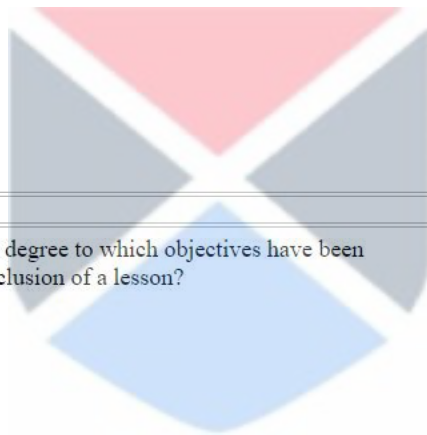 degree to which objectives have been
clusion of a lesson?